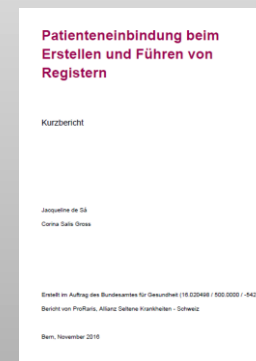 Patienteneinbindung beim
Erstellen und Führen von
Registern
Kurzbericht
Jacqueline de Sá
Corina Salis Gross
Erstellt im Auftrag des Bundesamtes für Gesundheit (16.020498 / 500.0000 / -542
Bericht von ProRaris, Allianz Seltene Krankheiten - Schweiz
Bern, November 2016